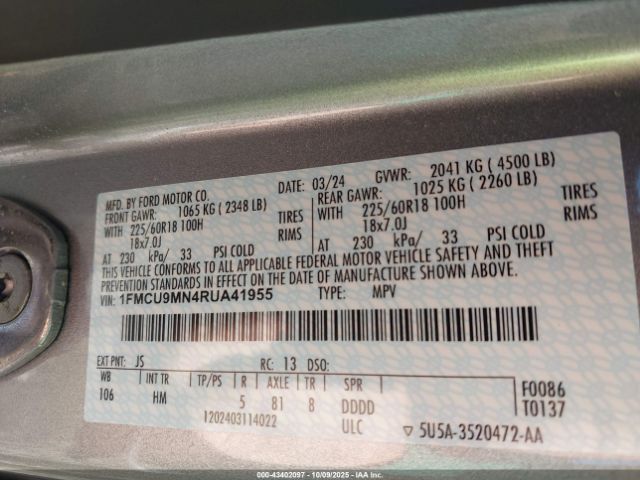 MFD. BY FORD MOTOR CO.
DATE: 03/24 GVWR: 2041 KG ( 4500 LB)
FRONT GAWR: 1065 KG ( 2348 LB) REAR GAWR: 1025 KG ( 2260 LB)
WITH 225/60R18 100H TIRES WITH 225/60R18 100H TIRES
18x7.0J RIMS 18x7.0J RIMS
AT 230 kPa/ 33 PSI COLD AT 230 kPa/ 33 PSI COLD
THIS VEHICLE CONFORMS TO ALL APPLICABLE FEDERAL MOTOR VEHICLE SAFETY AND THEFT
PREVENTION STANDARDS IN EFFECT ON THE DATE OF MANUFACTURE SHOWN ABOVE.
VIN: 1FMCU9MN4RUA41955 TYPE: MPV
EXT PNT: JS RC: 13 DSO:
WB INT TR TP/PS R AXLE TR SPR
106 HM 5 81 8 DDDD
F0086
T0137
1202403114022 ULC ▽ 5U5A-3520472-AA
000-43402097 - 10/09/2025 - IAAI.COM